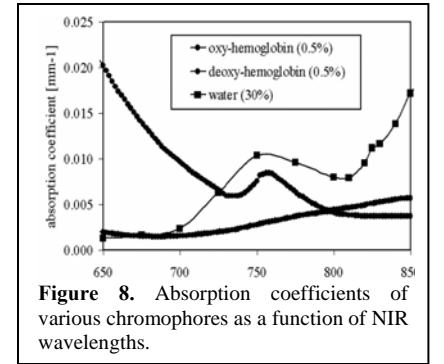 0.025
0.020
0.015
0.010
0.005
0.000
absorption coefficient [mm-1]
oxy-hemoglobin (0.5%)
deoxy-hemoglobin (0.5%)
water (30%)
650 700 750 800 85
Figure 8. Absorption coefficients of
various chromophores as a function of NIR
wavelengths.